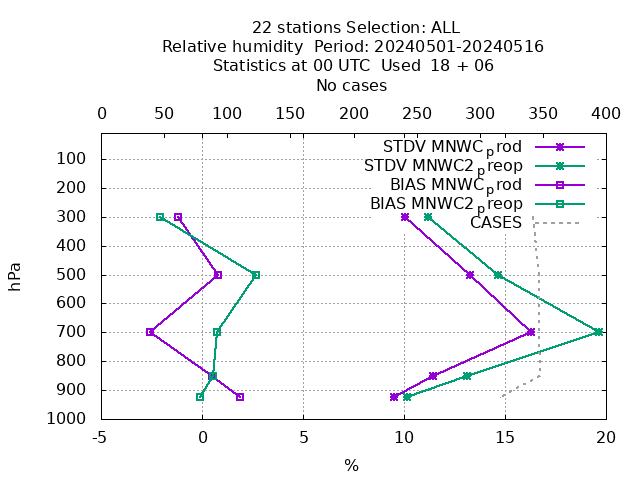 22 stations Selection: ALL
Relative humidity  Period: 20240501-20240516
Statistics at 00 UTC  Used  18 + 06
No cases
0 50 100 150 200 250 300 350 400
STDV MNWC_prod
STDV MNWC2_preop
BIAS MNWC_prod
BIAS MNWC2_preop
CASES
hPa
100
200
300
400
500
600
700
800
900
1000
-5 0 5 10 15 20
%